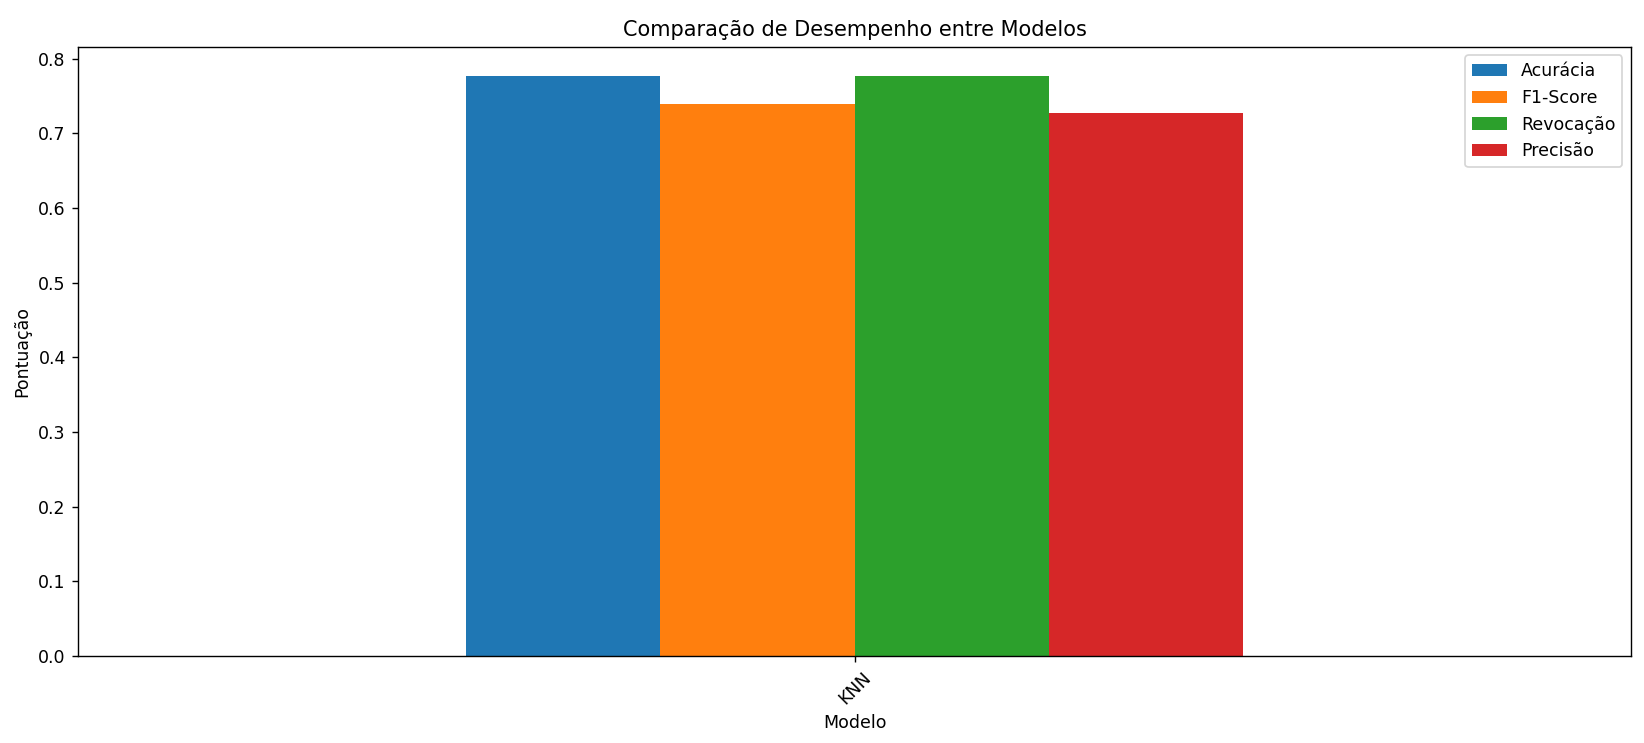 Comparação de Desempenho entre Modelos
Acurácia
F1-Score
Revocação
Precisão
Pontuação
0.8
0.7
0.6
0.5
0.4
0.3
0.2
0.1
0.0
KNN
Modelo